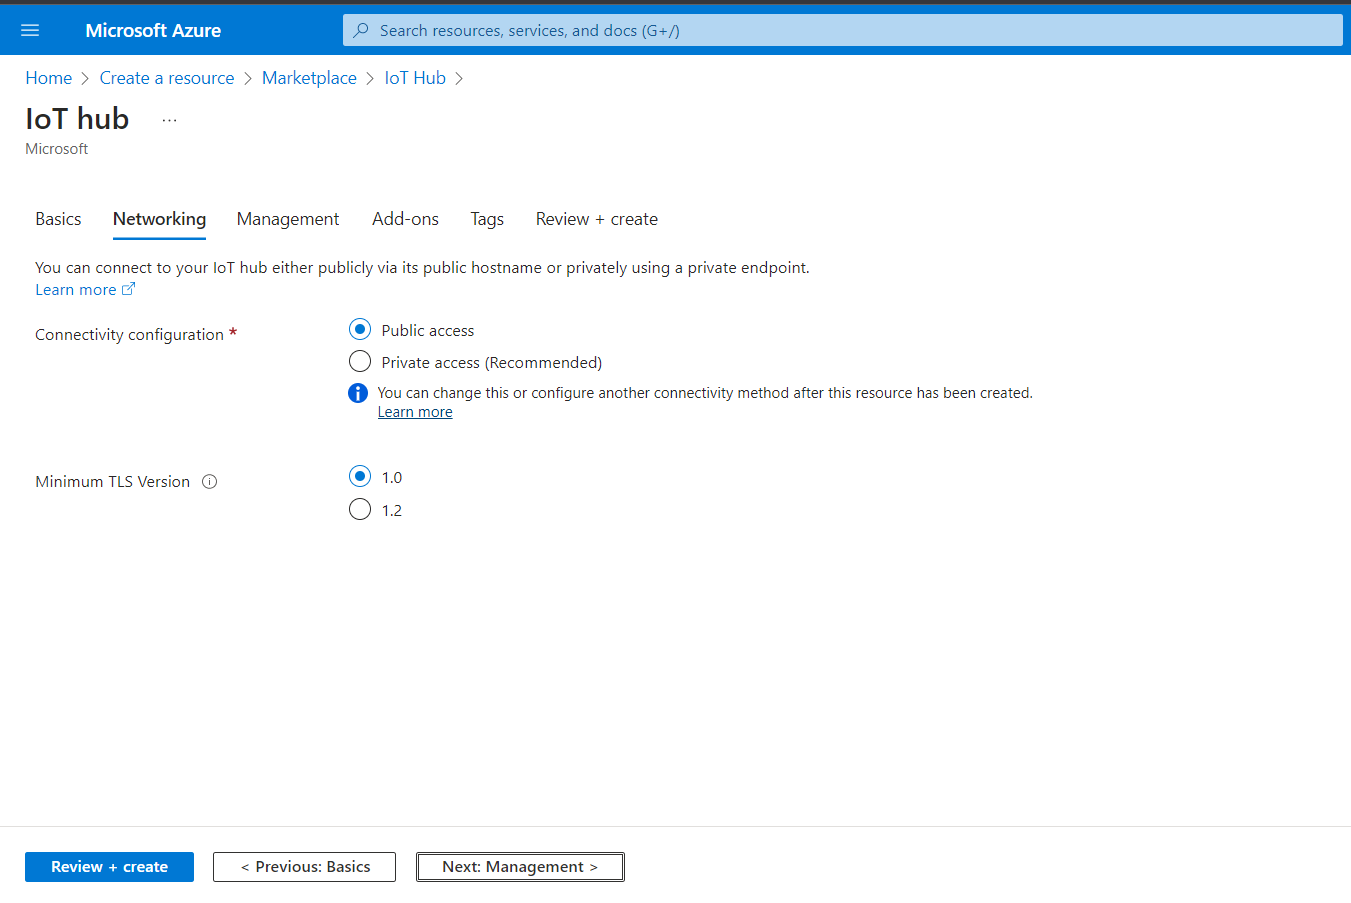 Microsoft Azure
Search resources, services, and docs (G+/)
Home > Create a resource > Marketplace > IoT Hub >
IoT hub ...
Microsoft
Basics Networking Management Add-ons Tags Review + create
You can connect to your IoT hub either publicly via its public hostname or privately using a private endpoint.
Learn more
Connectivity configuration *
Public access
Private access (Recommended)
You can change this or configure another connectivity method after this resource has been created.
Learn more
Minimum TLS Version
1.0
1.2
Review + create < Previous: Basics Next: Management >